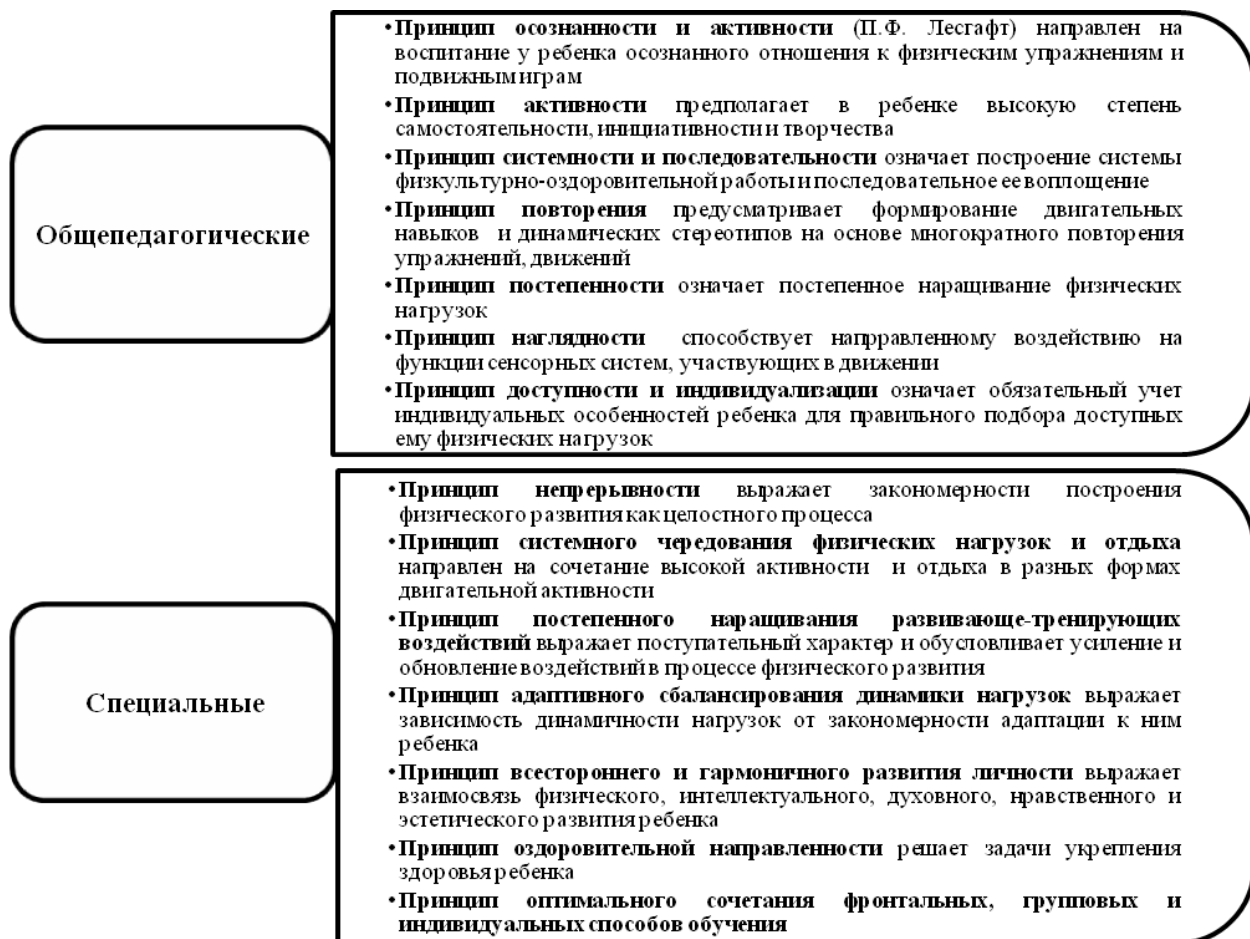 •Принцип осознанности и активности (П.Ф. Лесгафт) направлен на
воспитание у ребенка осознанного отношения к физическим упражнениям и
подвижным играм
•Принцип активности предполагает в ребенке высокую степень
самостоятельности, инициативности и творчества
•Принцип системности и последовательности означает построение системы
физкультурно-оздоровительной работы и последовательное ее воплощение
•Принцип повторения предусматривает формирование двигательных
навыков и динамических стереотипов на основе многократного повторения
упражнений, движений
•Принцип постепенности означает постепенное наращивание физических
нагрузок
•Принцип наглядности способствует напрравленному воздействию на
функции сенсорных систем, участвующих в движении
•Принцип доступности и индивидуализации означает обязательный учет
индивидуальных особенностей ребенка для правильного подбора доступных
ему физических нагрузок
Общепедагогические
•Принцип непрерывности выражает закономерности построения
физического развития как целостного процесса
•Принцип системного чередования физических нагрузок и отдыха
направлен на сочетание высокой активности и отдыха в разных формах
двигательной активности
•Принцип постепенного наращивания развивающе-тренирующих
воздействий выражает поступательный характер и обусловливает усиление и
обновление воздействий в процессе физического развития
•Принцип адаптивного сбалансирования динамики нагрузок выражает
зависимость динамичности нагрузок от закономерности адаптации к ним
ребенка
•Принцип всестороннего и гармоничного развития личности выражает
взаимосвязь физического, интеллектуального, духовного, нравственного и
эстетического развития ребенка
•Принцип оздоровительной направленности решает задачи укрепления
здоровья ребенка
•Принцип оптимального сочетания фронтальных, групповых и
индивидуальных способов обучения
Специальные